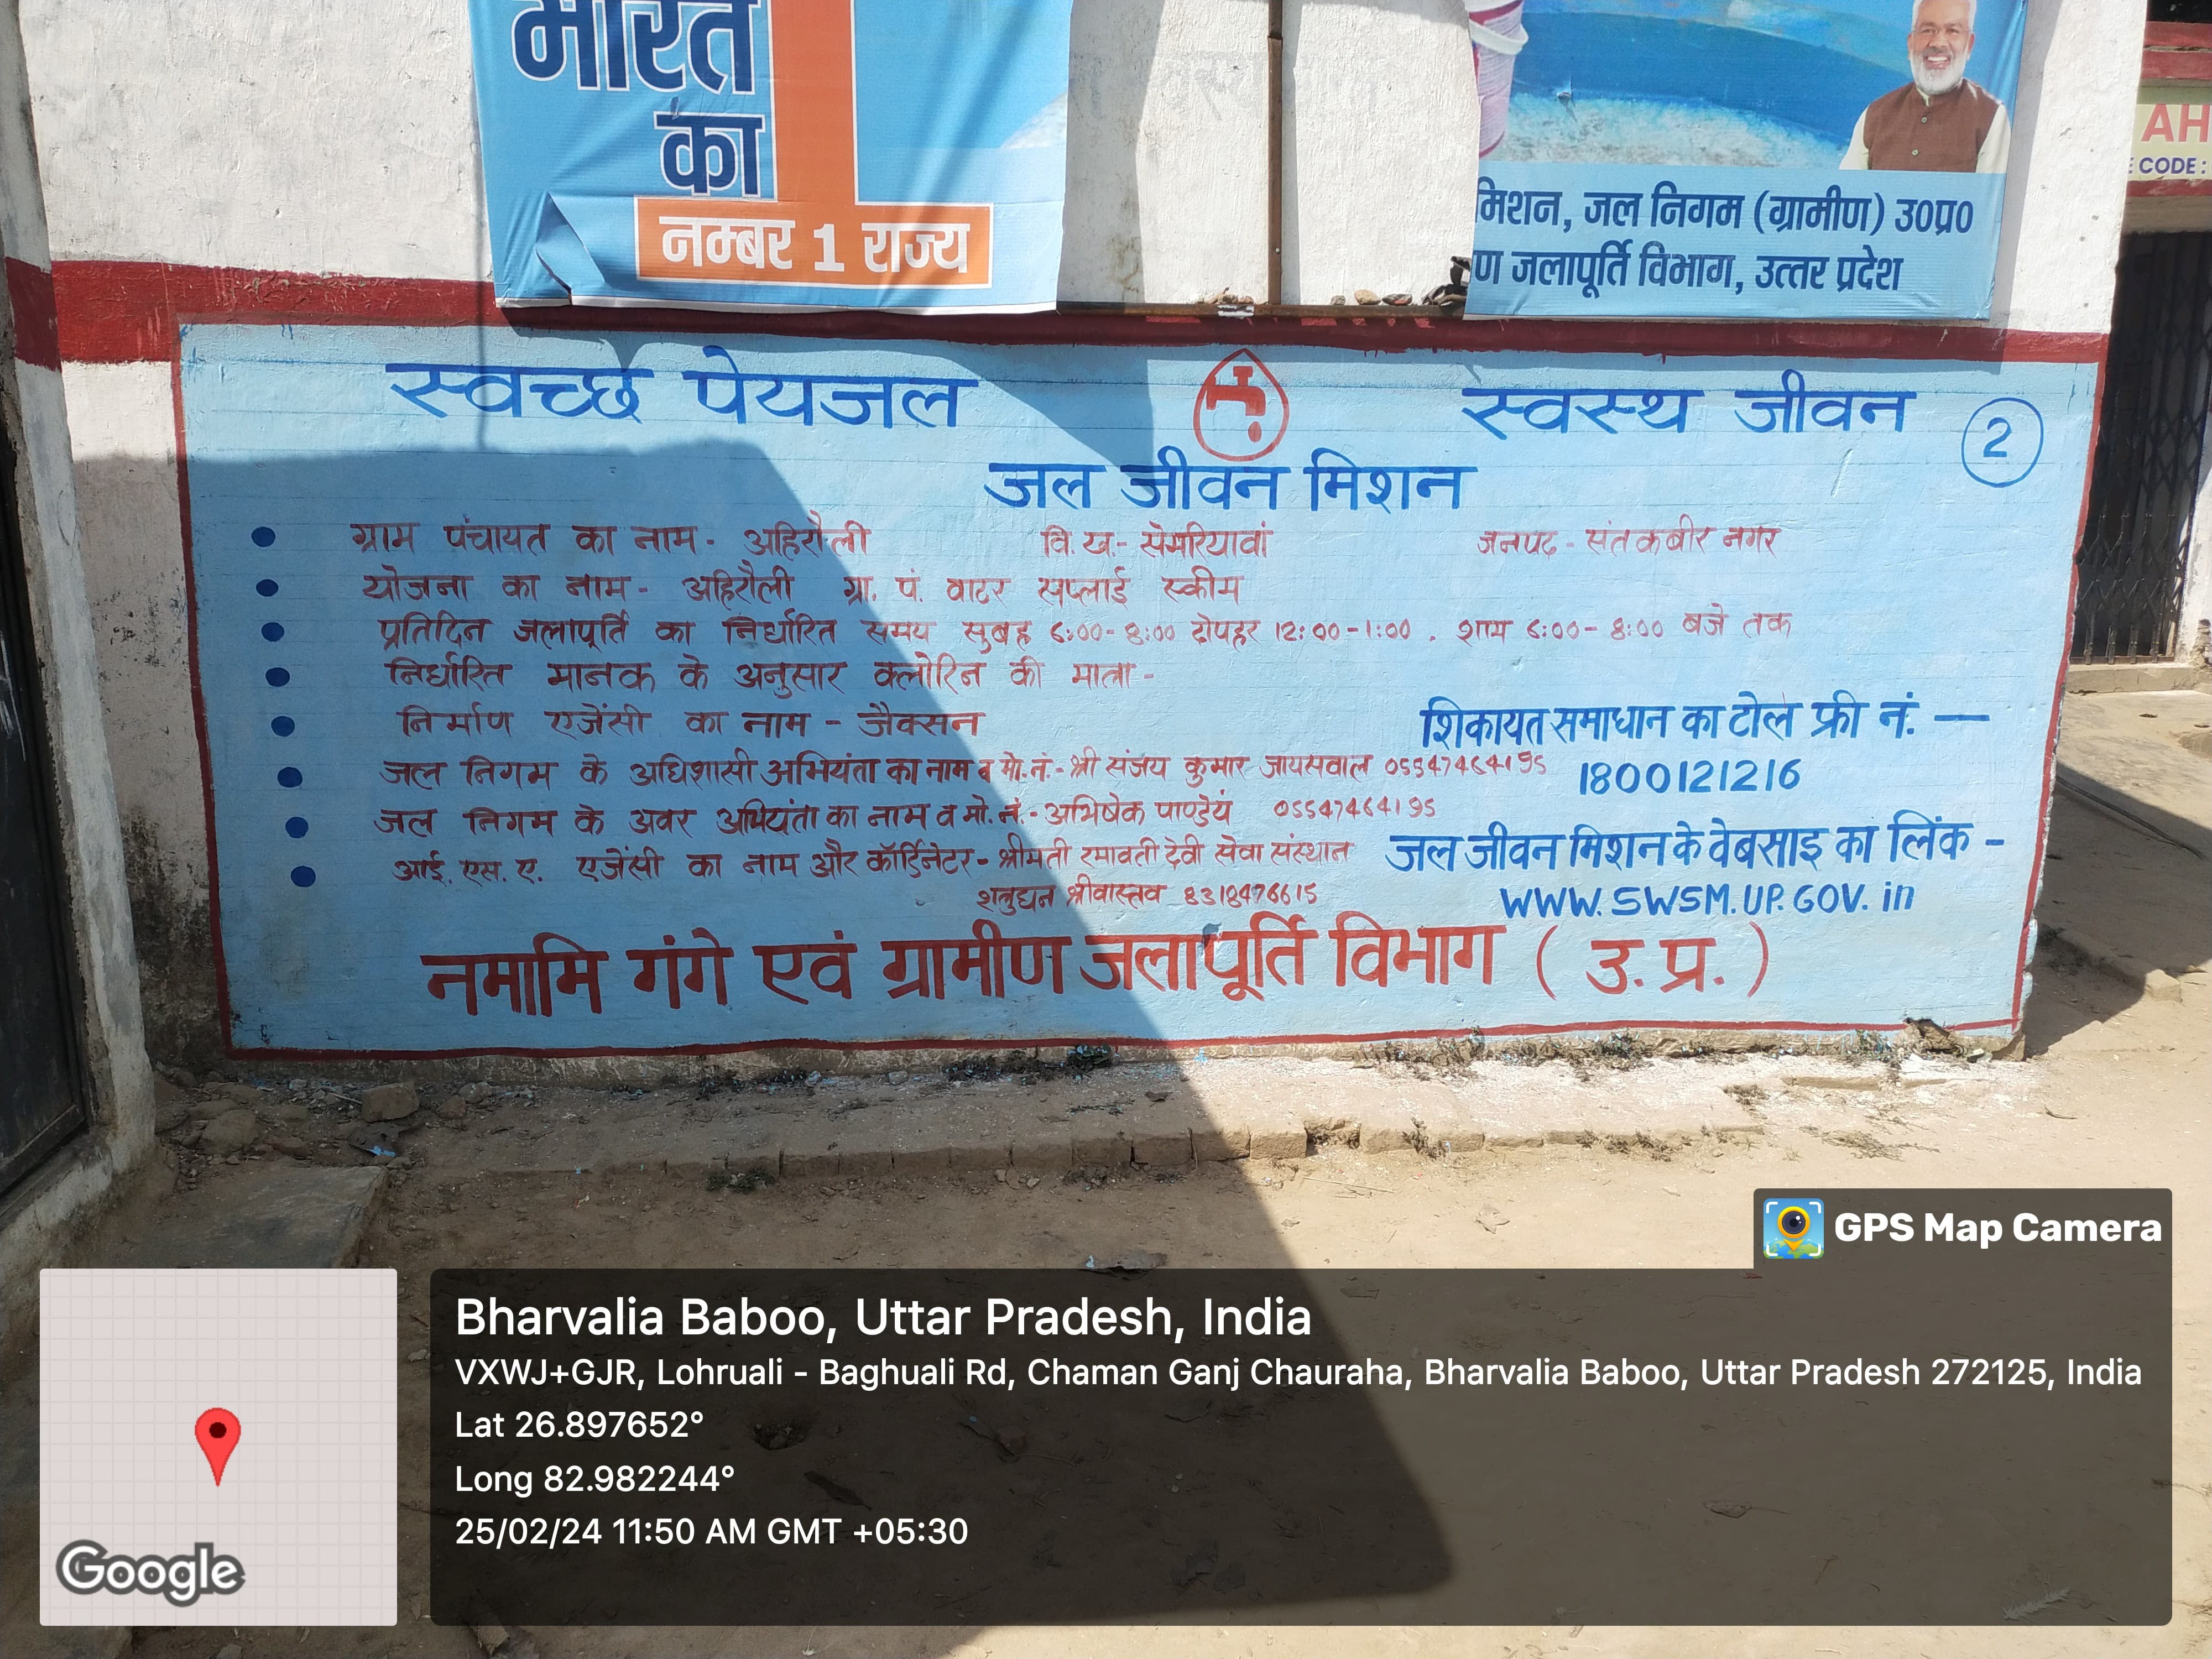 भारत
का
1
नम्बर 1 राज्य
मिशन, जल निगम (ग्रामीण) उ०प्र०
ण जलापूर्ति विभाग, उत्तर प्रदेश
AH
E CODE :
स्वच्छ पेयजल स्वस्थ जीवन
2
जल जीवन मिशन
ग्राम पंचायत का नाम- अहिरौली वि.ख.- सेमरियावां जनपद - संतकबीर नगर
योजना का नाम- अहिरौली ग्रा. पं. वाटर सप्लाई स्कीम
प्रतिदिन जलापूर्ति का निर्धारित समय सुबह 6:00-8:00 दोपहर 12:00-1:00 . शाम 6:00-8:00 बजे तक
निर्धारित मानक के अनुसार क्लोरिन की मात्रा-
निर्माण एजेंसी का नाम - जैक्सन
जल निगम के अधिशासी अभियंता का नाम व मो.नं.- श्री संजय कुमार जायसवाल 05547464195
जल निगम के अवर अभियंता का नाम व मो.नं.- अभिषेक पाण्डेयं 05547464195
आई. एस. ए. एजेंसी का नाम और कॉर्डिनेटर- श्रीमती रमावती देवी सेवा संस्थान
शत्रुघ्न श्रीवास्तव 8318476615
शिकायत समाधान का टोल फ्री नं. —
1800121216
जल जीवन मिशन के वेबसाइ का लिंक -
WWW.SWSM.UP.GOV.in
नमामि गंगे एवं ग्रामीण जलापूर्ति विभाग ( उ.प्र. )
GPS Map Camera
Bharvalia Baboo, Uttar Pradesh, India
VXWJ+GJR, Lohruali - Baghuali Rd, Chaman Ganj Chauraha, Bharvalia Baboo, Uttar Pradesh 272125, India
Lat 26.897652°
Long 82.982244°
25/02/24 11:50 AM GMT +05:30
Google